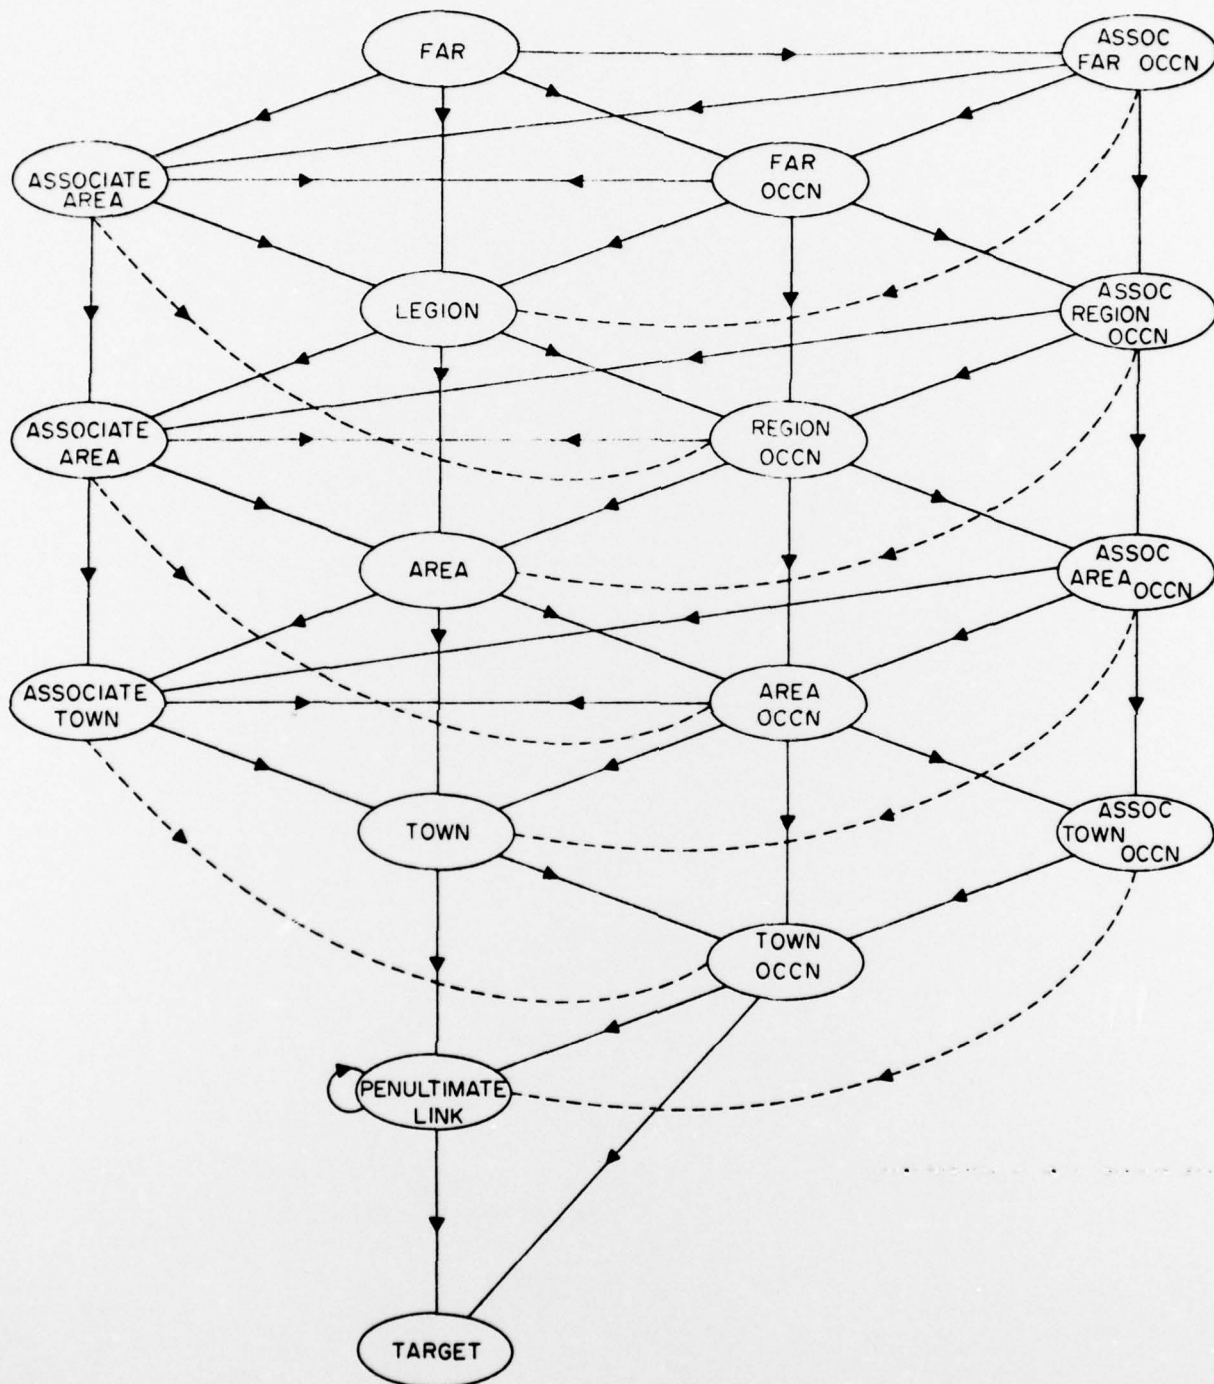 FAR
ASSOC
FAR OCCN
ASSOCIATE
AREA
FAR
OCCN
LEGION
ASSOC
REGION
OCCN
ASSOCIATE
AREA
REGION
OCCN
AREA
ASSOC
AREA OCCN
ASSOCIATE
TOWN
AREA
OCCN
TOWN
ASSOC
TOWN
OCCN
TOWN
OCCN
PENULTIMATE
LINK
TARGET